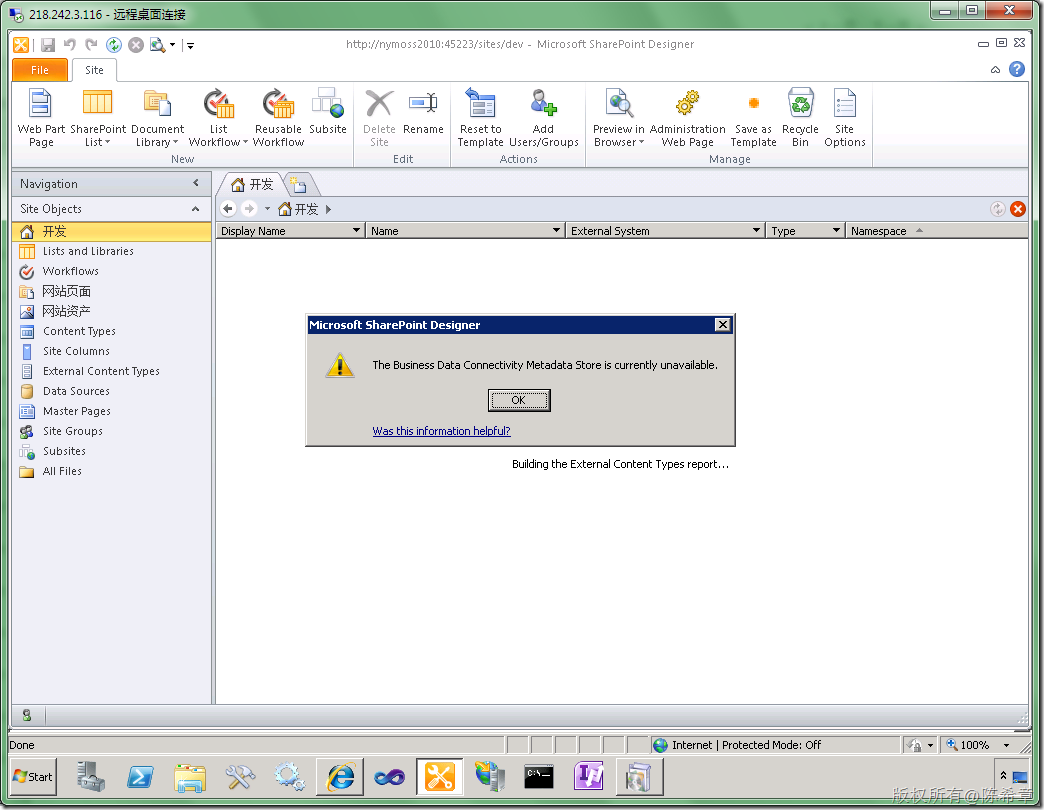 218.242.3.116 - 远程桌面连接
http://nymoss2010:45223/sites/dev - Microsoft SharePoint Designer
File
Site
Web Part Page
SharePoint List
Document Library
List Workflow
Reusable Workflow
Subsite
Delete Site
Rename
Reset to Template
Add Users/Groups
Preview in Browser
Administration Web Page
Save as Template
Recycle Bin
Site Options
New
Edit
Actions
Manage
Navigation
Site Objects
开发
Lists and Libraries
Workflows
网站页面
网站资产
Content Types
Site Columns
External Content Types
Data Sources
Master Pages
Site Groups
Subsites
All Files
开发
开发
Display Name
Name
External System
Type
Namespace
Microsoft SharePoint Designer
The Business Data Connectivity Metadata Store is currently unavailable.
OK
Was this information helpful?
Building the External Content Types report...
Done
Internet | Protected Mode: Off
100%
Start
C:\_
版权所有@陈希章